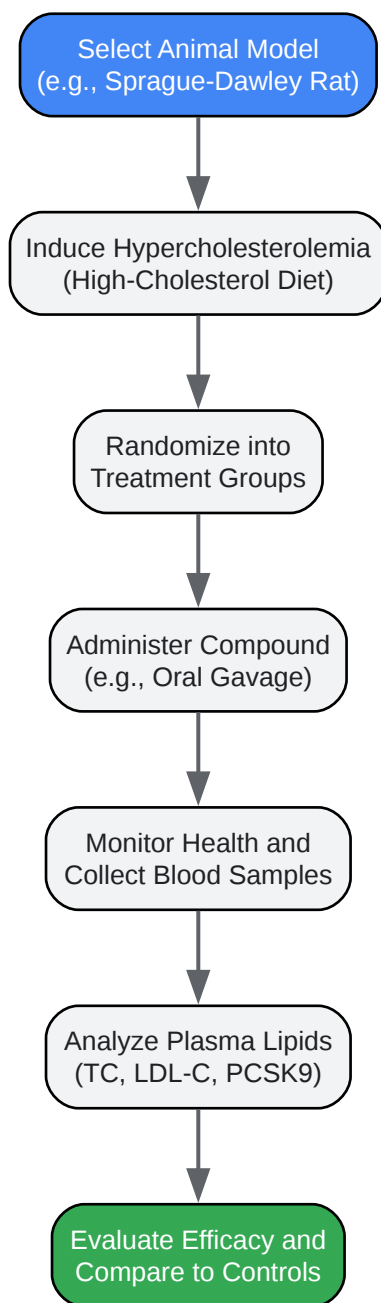 Select Animal Model
(e.g., Sprague-Dawley Rat)
Induce Hypercholesterolemia
(High-Cholesterol Diet)
Randomize into
Treatment Groups
Administer Compound
(e.g., Oral Gavage)
Monitor Health and
Collect Blood Samples
Analyze Plasma Lipids
(TC, LDL-C, PCSK9)
Evaluate Efficacy and
Compare to Controls